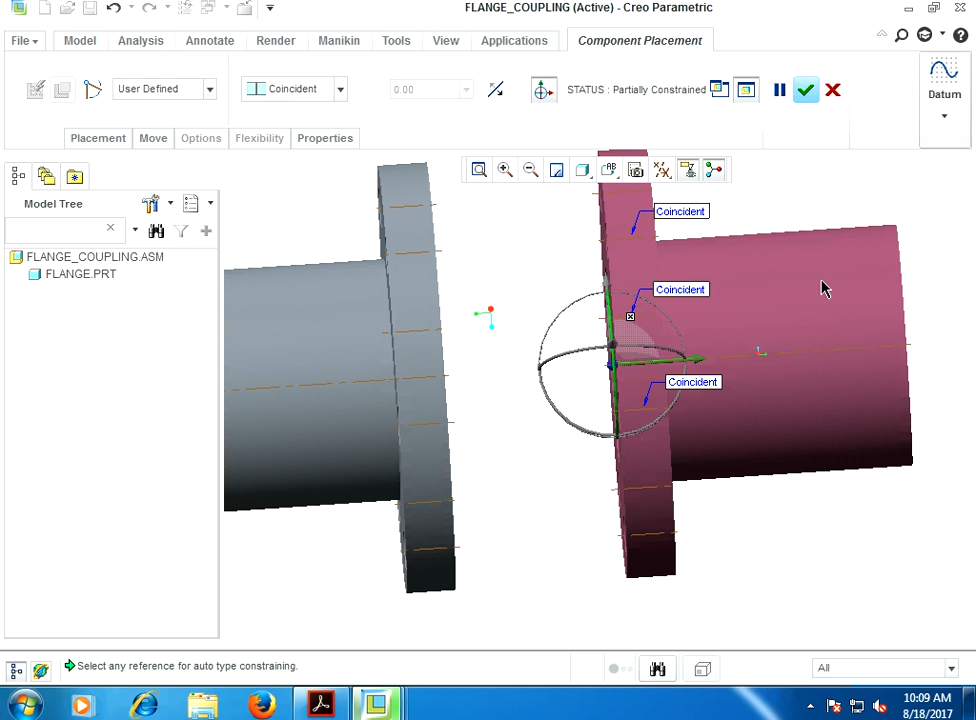 FLANGE_COUPLING (Active) - Creo Parametric
File Model Analysis Annotate Render Manikin Tools View Applications Component Placement
User Defined Coincident 0.00 STATUS : Partially Constrained Datum
Placement Move Options Flexibility Properties
Model Tree
FLANGE_COUPLING.ASM
FLANGE.PRT
Coincident
Coincident
Coincident
Select any reference for auto type constraining.
All
10:09 AM
8/18/2017